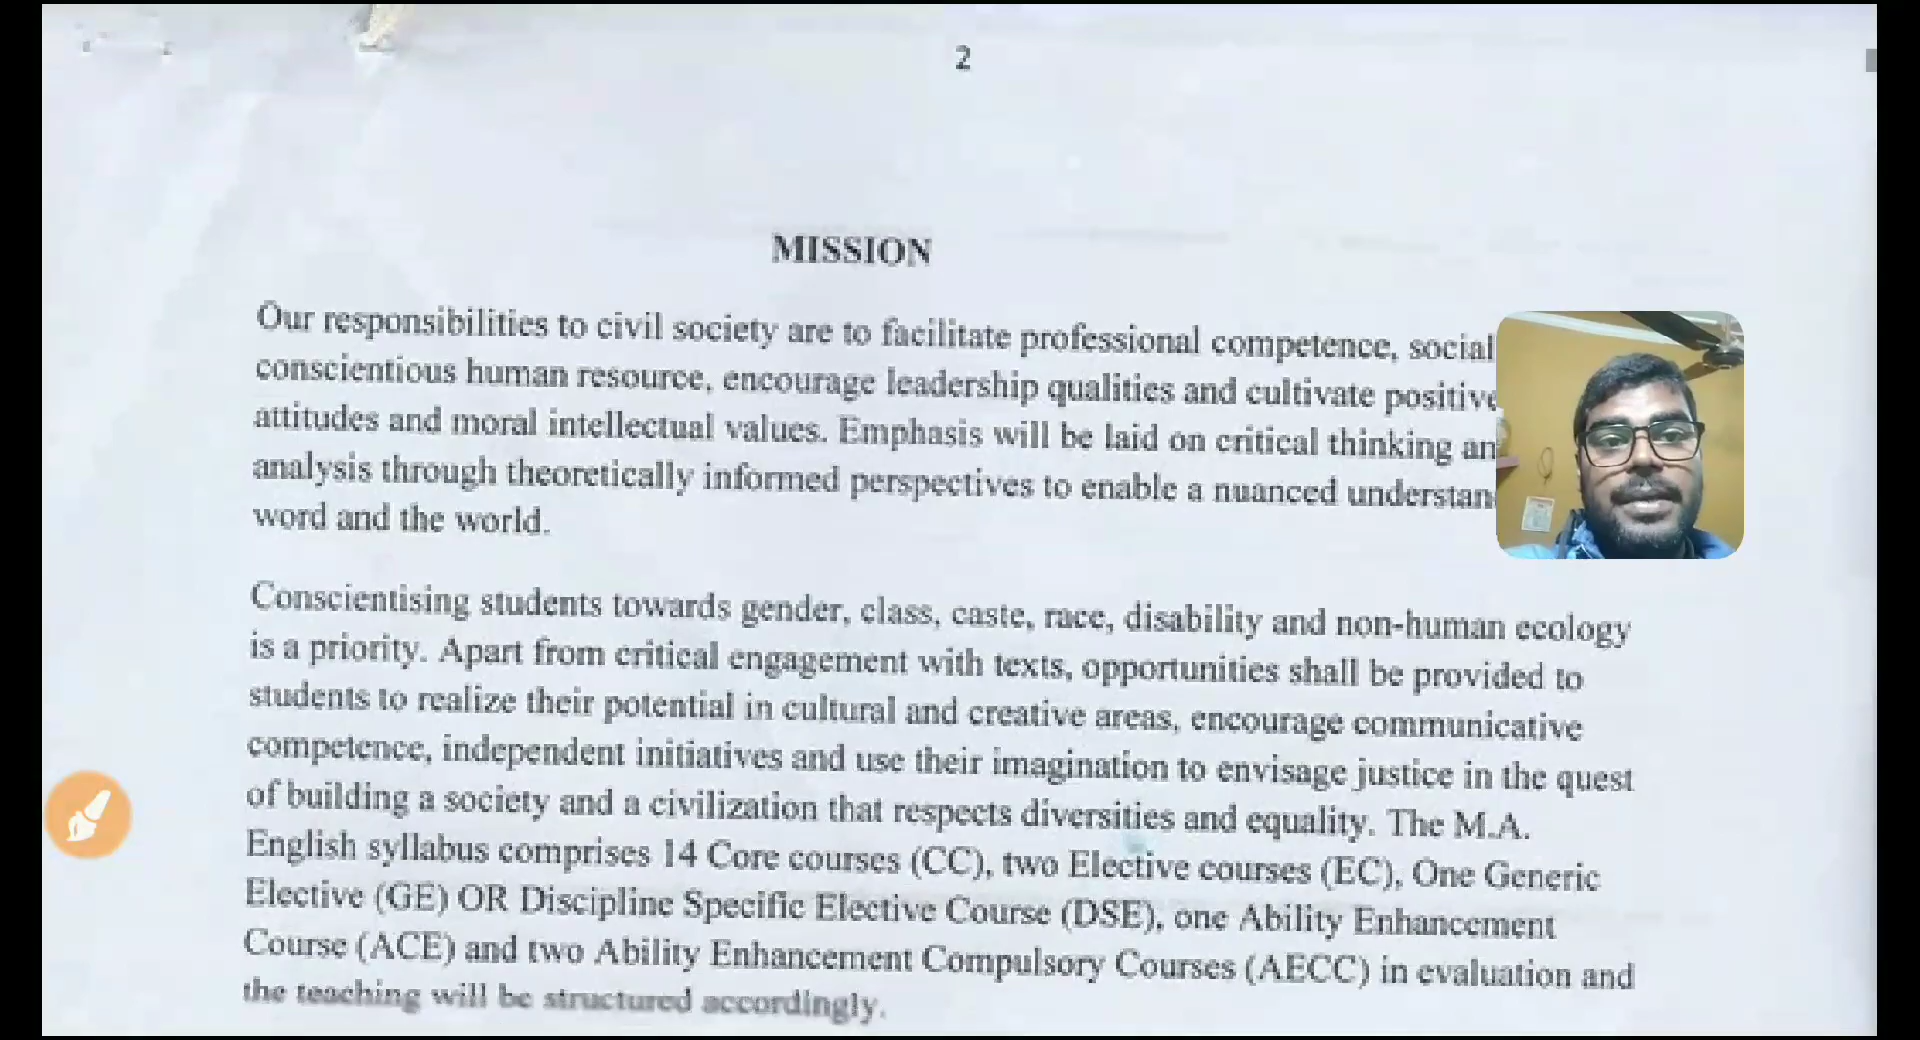 2
MISSION
Our responsibilities to civil society are to facilitate professional competence, social
conscientious human resource, encourage leadership qualities and cultivate positive
attitudes and moral intellectual values. Emphasis will be laid on critical thinking an
analysis through theoretically informed perspectives to enable a nuanced understan
word and the world.
Conscientising students towards gender, class, caste, race, disability and non-human ecology
is a priority. Apart from critical engagement with texts, opportunities shall be provided to
students to realize their potential in cultural and creative areas, encourage communicative
competence, independent initiatives and use their imagination to envisage justice in the quest
of building a society and a civilization that respects diversities and equality. The M.A.
English syllabus comprises 14 Core courses (CC), two Elective courses (EC), One Generic
Elective (GE) OR Discipline Specific Elective Course (DSE), one Ability Enhancement
Course (ACE) and two Ability Enhancement Compulsory Courses (AECC) in evaluation and
the teaching will be structured accordingly.